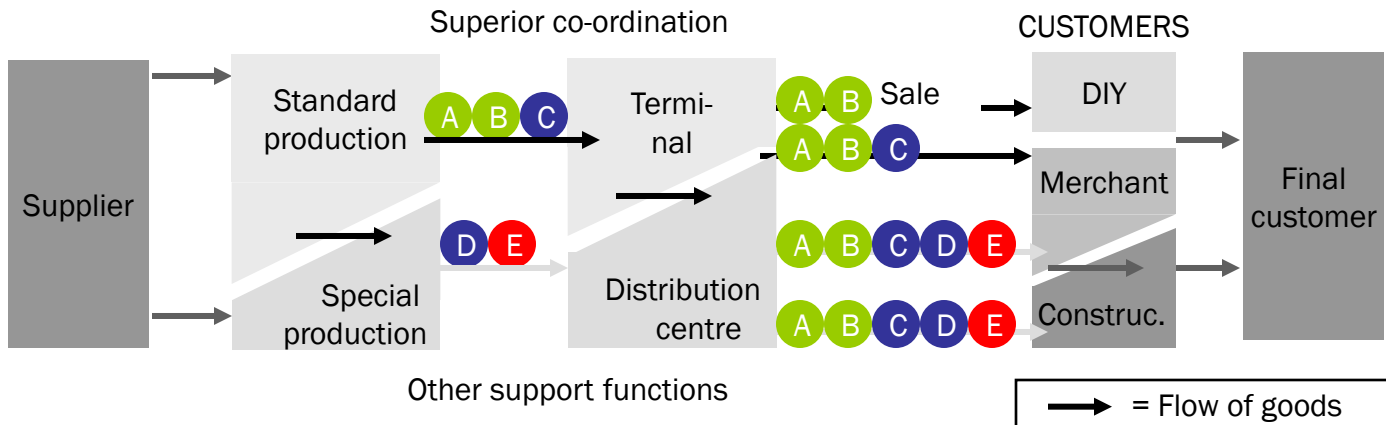 Superior co-ordination
CUSTOMERS
Supplier
Standard
production
A B C
Termi-
nal
A B Sale
A B C
DIY
Merchant
Final
customer
D E
A B C D E
Special
production
Distribution
centre
A B C D E
Construc.
Other support functions
= Flow of goods